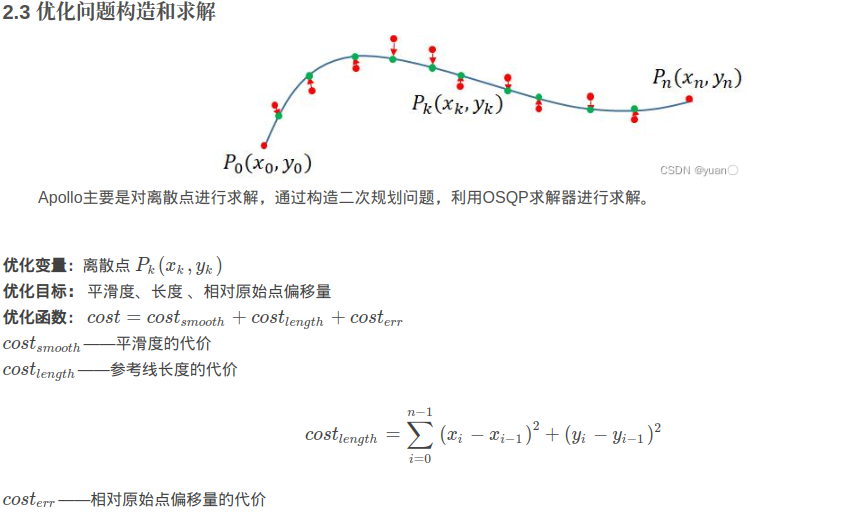 2.3 优化问题构造和求解
P_n(x_n, y_n)
P_k(x_k, y_k)
P_0(x_0, y_0)
CSDN @yuan〇
Apollo主要是对离散点进行求解，通过构造二次规划问题，利用OSQP求解器进行求解。
优化变量：离散点 P_k(x_k, y_k)
优化目标：平滑度、长度 、相对原始点偏移量
优化函数： cost = cost_{smooth} + cost_{length} + cost_{err}
cost_{smooth} ——平滑度的代价
cost_{length} ——参考线长度的代价
cost_{length} = \sum_{i=0}^{n-1} (x_i - x_{i-1})^2 + (y_i - y_{i-1})^2
cost_{err} ——相对原始点偏移量的代价